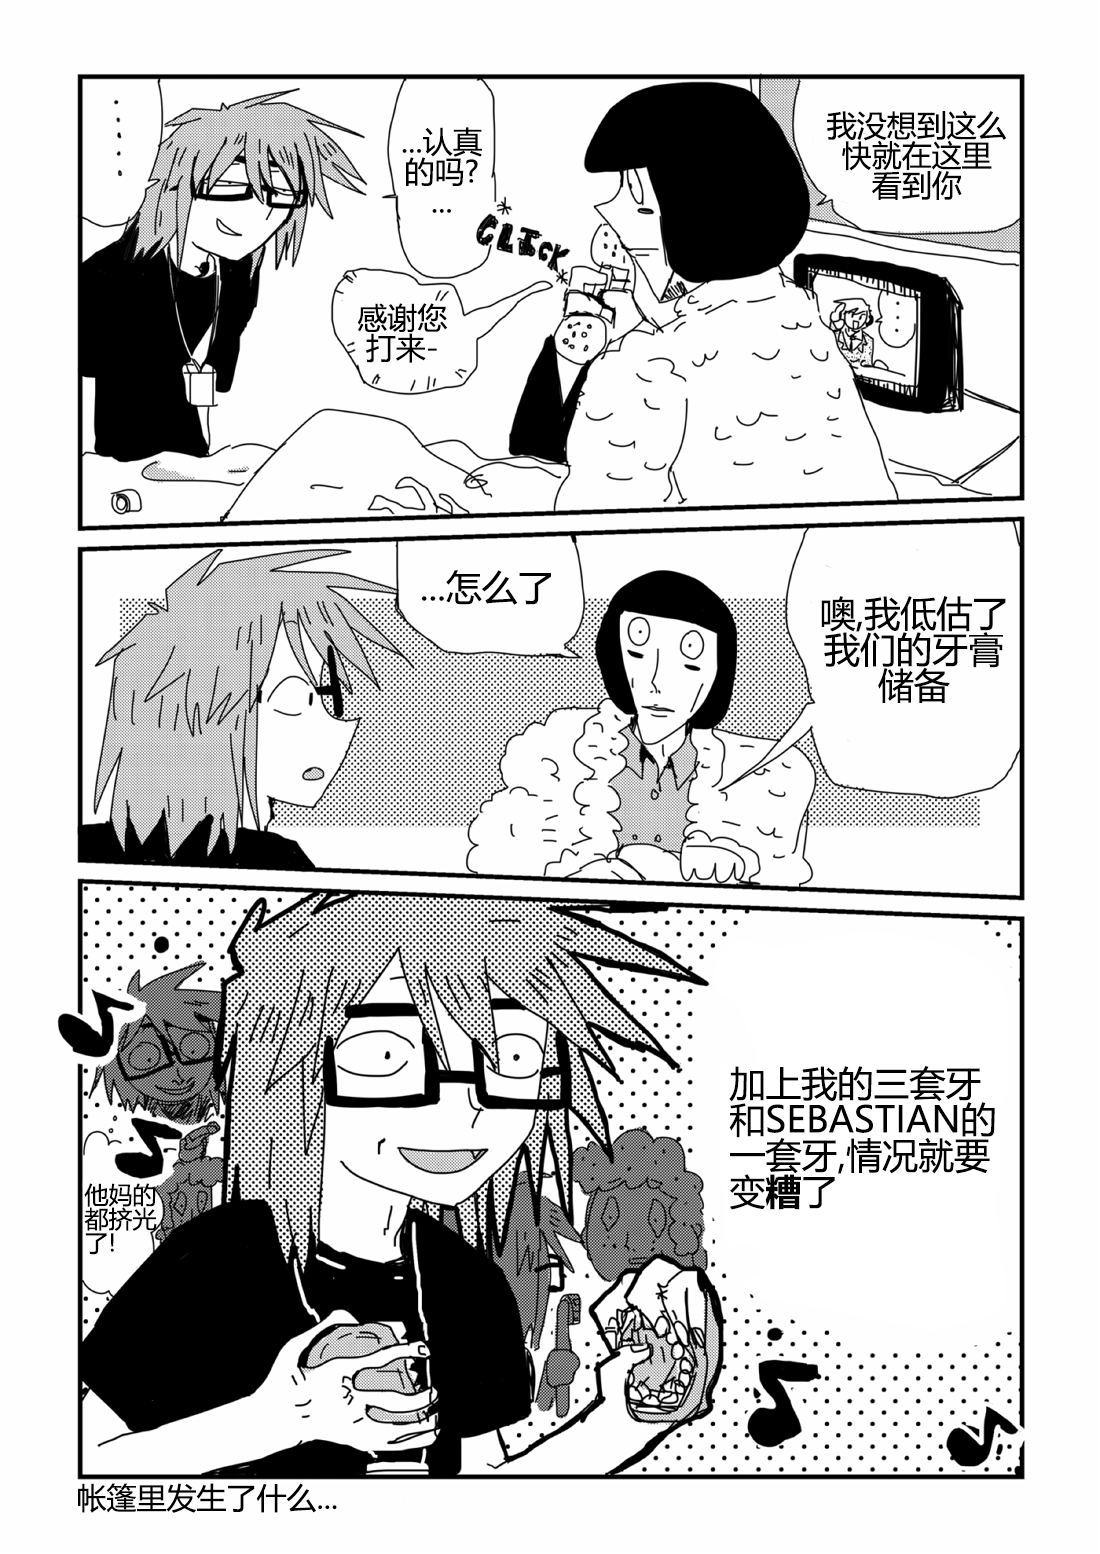 我没想到这么
快就在这里
看到你
...认真
的吗?
...
CLICK
感谢您
打来-
...怎么了
噢,我低估了
我们的牙膏
储备
加上我的三套牙
和SEBASTIAN的
一套牙,情况就要
变糟了
他妈的
都挤光
了!
帐篷里发生了什么...